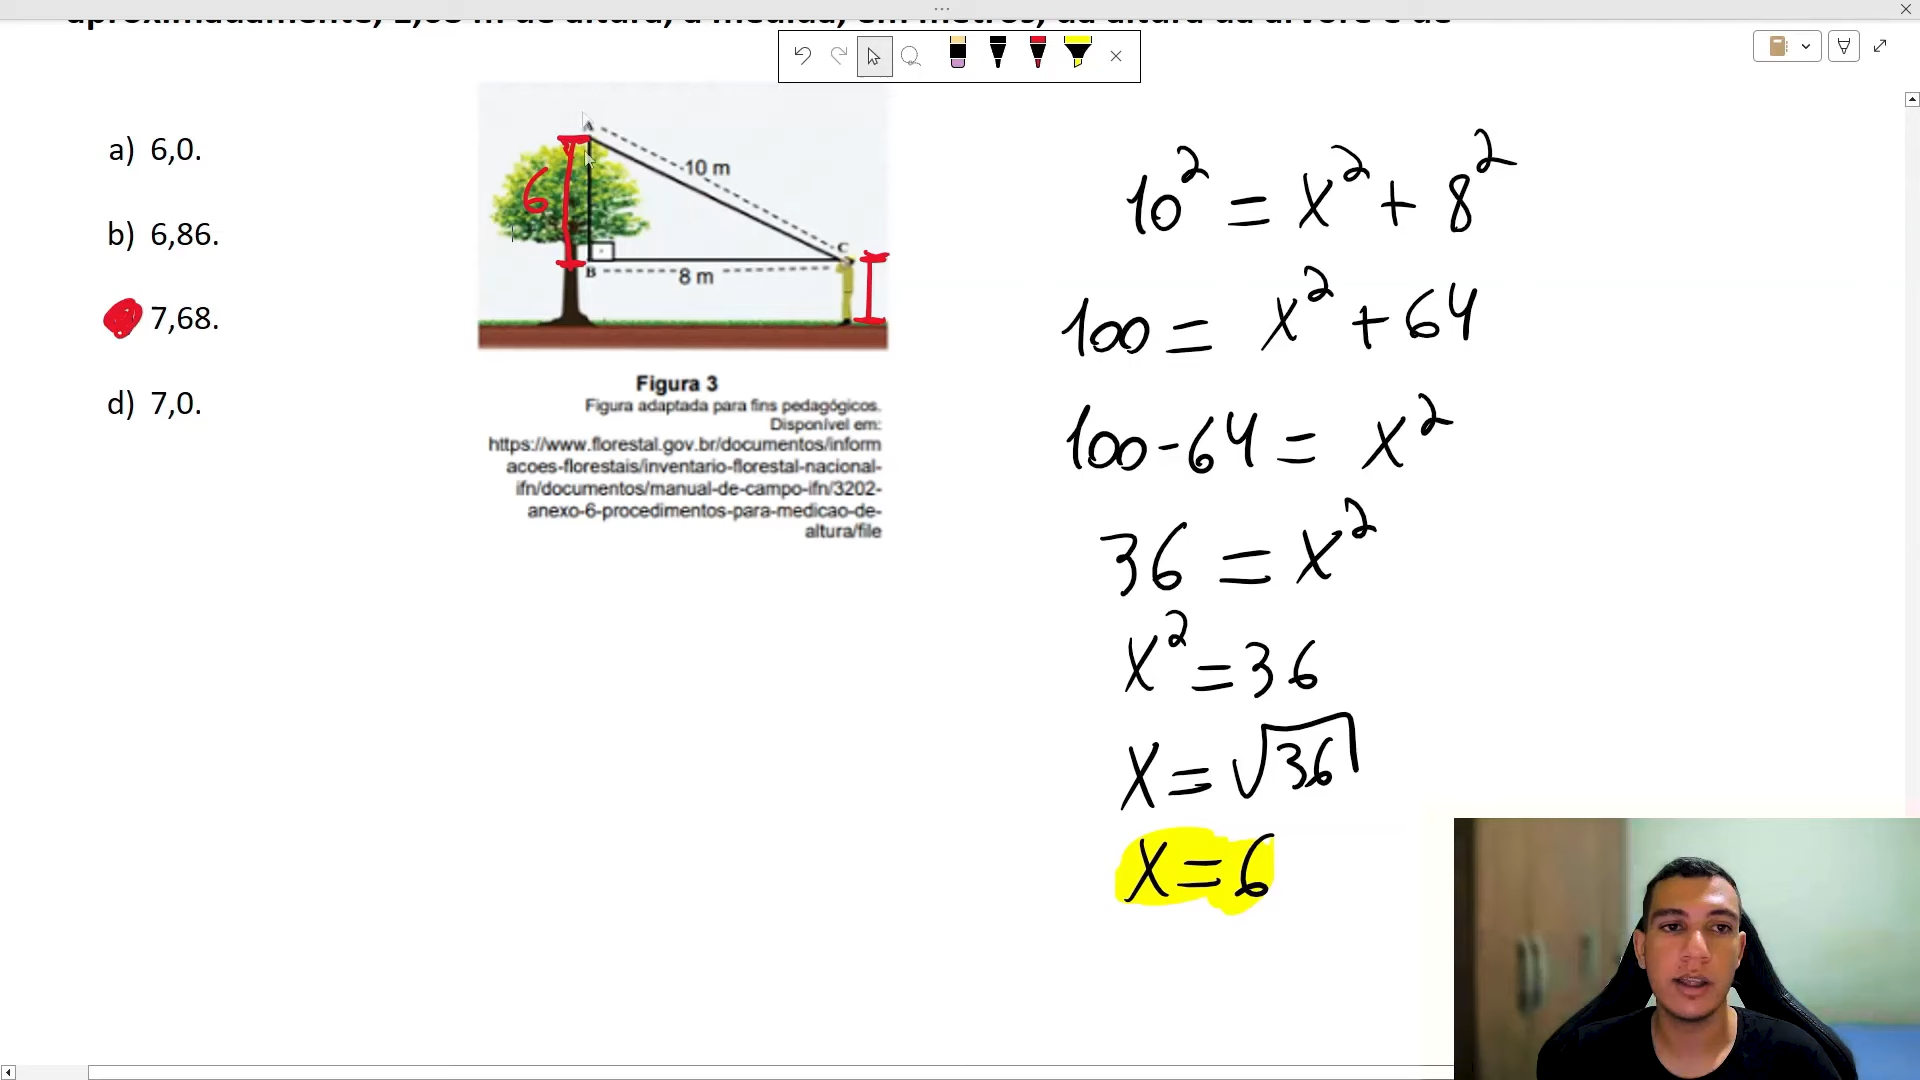 a) 6,0.
b) 6,86.
7,68.
d) 7,0.
A
10 m
6
C
B
8 m
Figura 3
Figura adaptada para fins pedagógicos.
Disponível em:
https://www.florestal.gov.br/documentos/inform
acoes-florestais/inventario-florestal-nacional-
ifn/documentos/manual-de-campo-ifn/3202-
anexo-6-procedimentos-para-medicao-de-
altura/file
10² = x² + 8²
100 = x² + 64
100 - 64 = x²
36 = x²
x² = 36
x = √36
x = 6